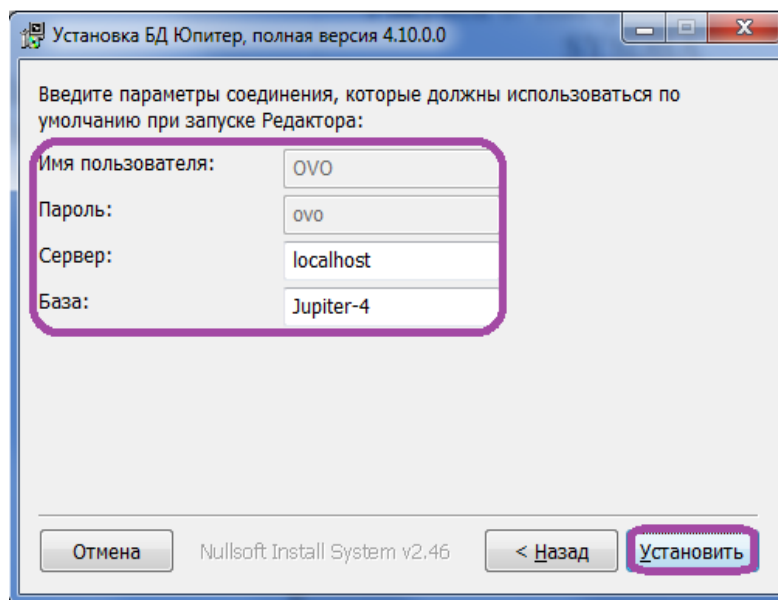 Установка БД Юпитер, полная версия 4.10.0.0
Введите параметры соединения, которые должны использоваться по
умолчанию при запуске Редактора:
Имя пользователя: OVO
Пароль: ovo
Сервер: localhost
База: Jupiter-4
Отмена Nullsoft Install System v2.46 < Назад Установить